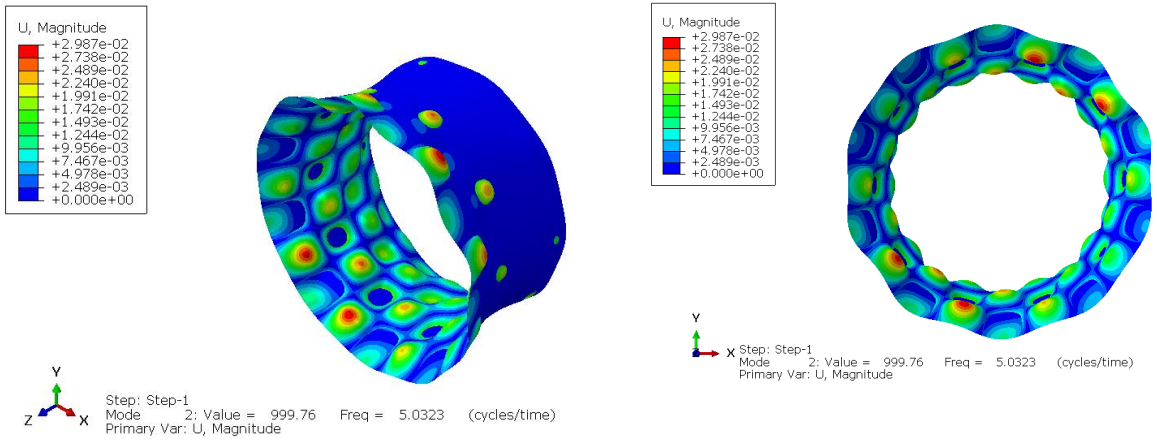 U, Magnitude
+2.987e-02
+2.738e-02
+2.489e-02
+2.240e-02
+1.991e-02
+1.742e-02
+1.493e-02
+1.244e-02
+9.956e-03
+7.467e-03
+4.978e-03
+2.489e-03
+0.000e+00
Y
Z X
Step: Step-1
Mode 2: Value = 999.76 Freq = 5.0323 (cycles/time)
Primary Var: U, Magnitude
U, Magnitude
+2.987e-02
+2.738e-02
+2.489e-02
+2.240e-02
+1.991e-02
+1.742e-02
+1.493e-02
+1.244e-02
+9.956e-03
+7.467e-03
+4.978e-03
+2.489e-03
+0.000e+00
Y
X
Step: Step-1
Mode 2: Value = 999.76 Freq = 5.0323 (cycles/time)
Primary Var: U, Magnitude